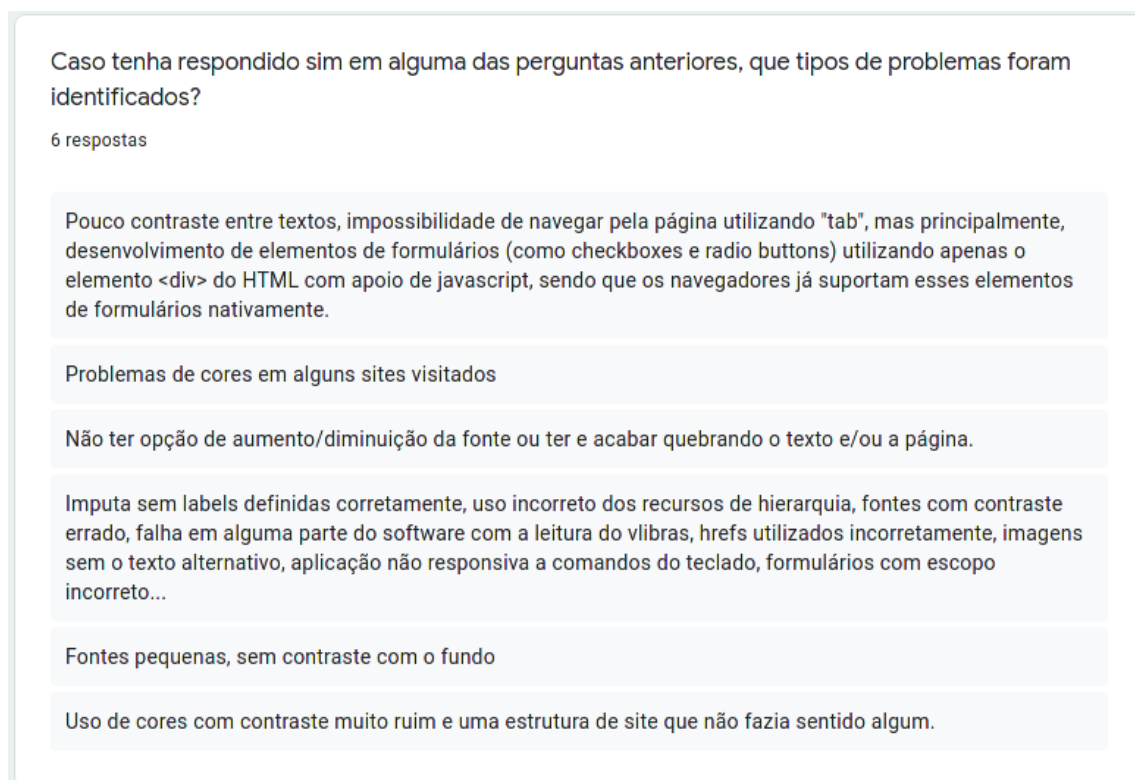 Caso tenha respondido sim em alguma das perguntas anteriores, que tipos de problemas foram
identificados?
6 respostas
Pouco contraste entre textos, impossibilidade de navegar pela página utilizando "tab", mas principalmente,
desenvolvimento de elementos de formulários (como checkboxes e radio buttons) utilizando apenas o
elemento <div> do HTML com apoio de javascript, sendo que os navegadores já suportam esses elementos
de formulários nativamente.
Problemas de cores em alguns sites visitados
Não ter opção de aumento/diminuição da fonte ou ter e acabar quebrando o texto e/ou a página.
Imputa sem labels definidas corretamente, uso incorreto dos recursos de hierarquia, fontes com contraste
errado, falha em alguma parte do software com a leitura do vlibras, hrefs utilizados incorretamente, imagens
sem o texto alternativo, aplicação não responsiva a comandos do teclado, formulários com escopo
incorreto...
Fontes pequenas, sem contraste com o fundo
Uso de cores com contraste muito ruim e uma estrutura de site que não fazia sentido algum.